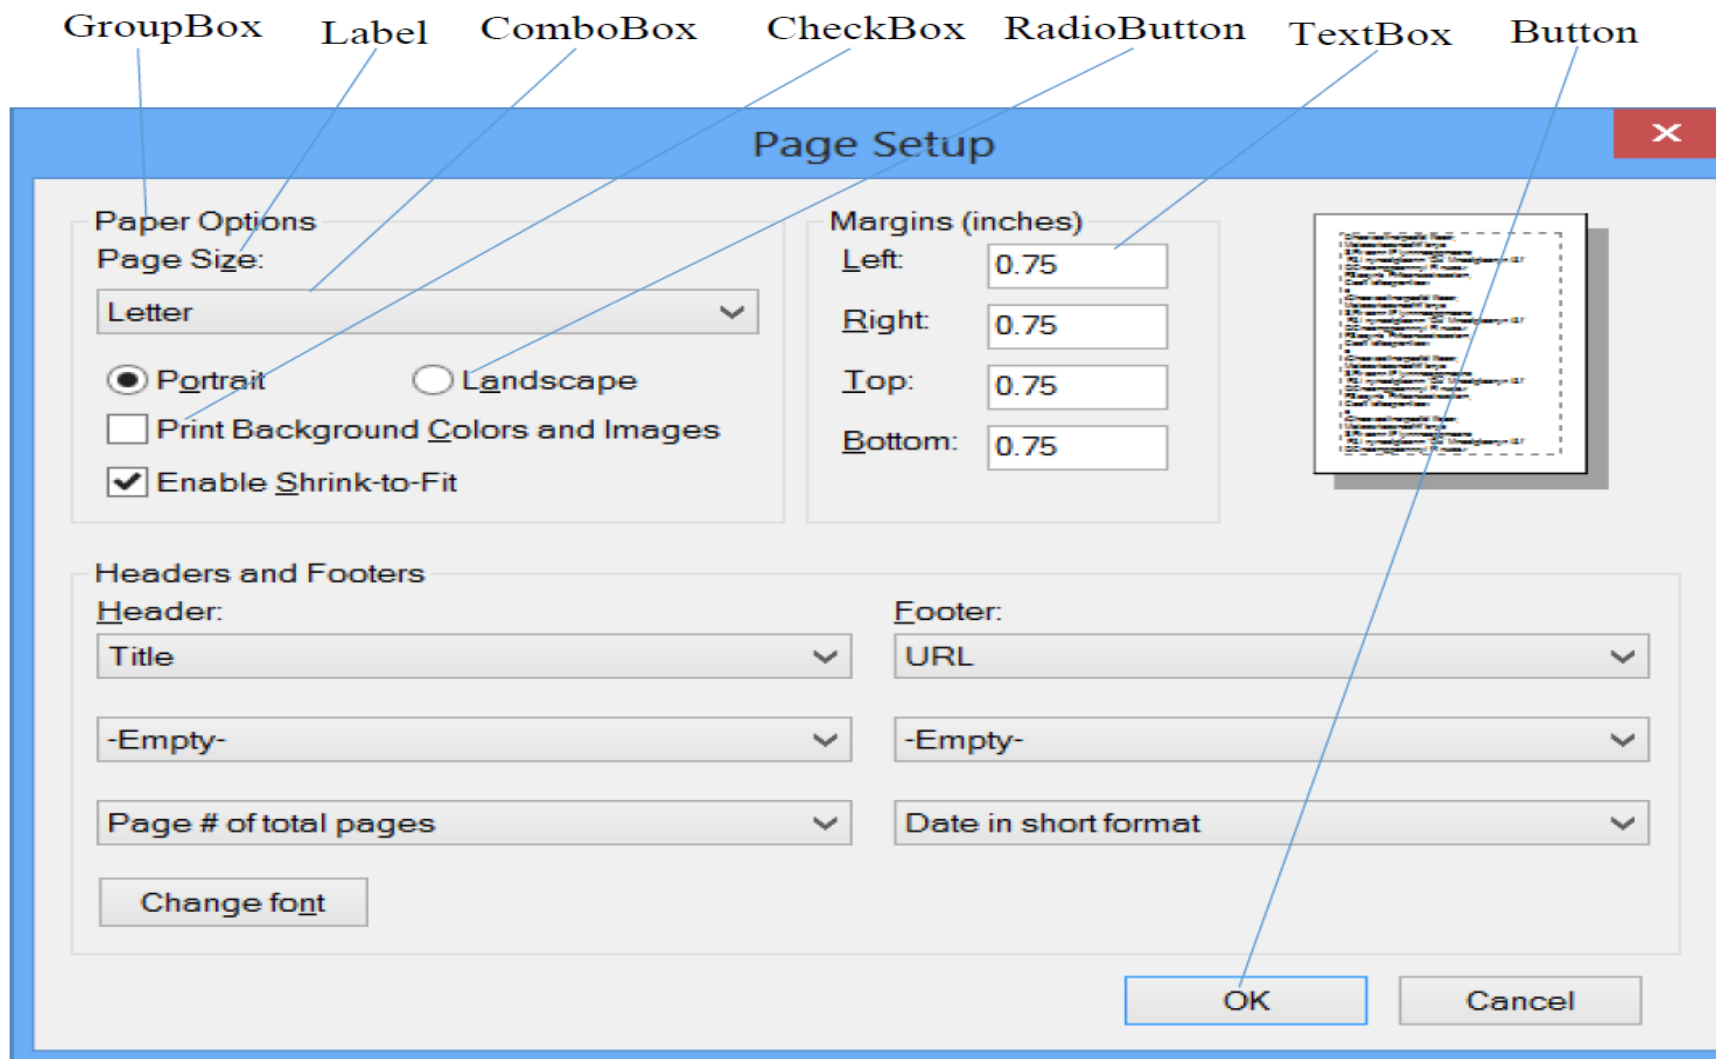 GroupBox Label ComboBox CheckBox RadioButton TextBox Button
Page Setup
Paper Options
Page Size:
Letter
Portrait Landscape
Print Background Colors and Images
Enable Shrink-to-Fit
Margins (inches)
Left: 0.75
Right: 0.75
Top: 0.75
Bottom: 0.75
Headers and Footers
Header: Footer:
Title URL
-Empty- -Empty-
Page # of total pages Date in short format
Change font
OK Cancel